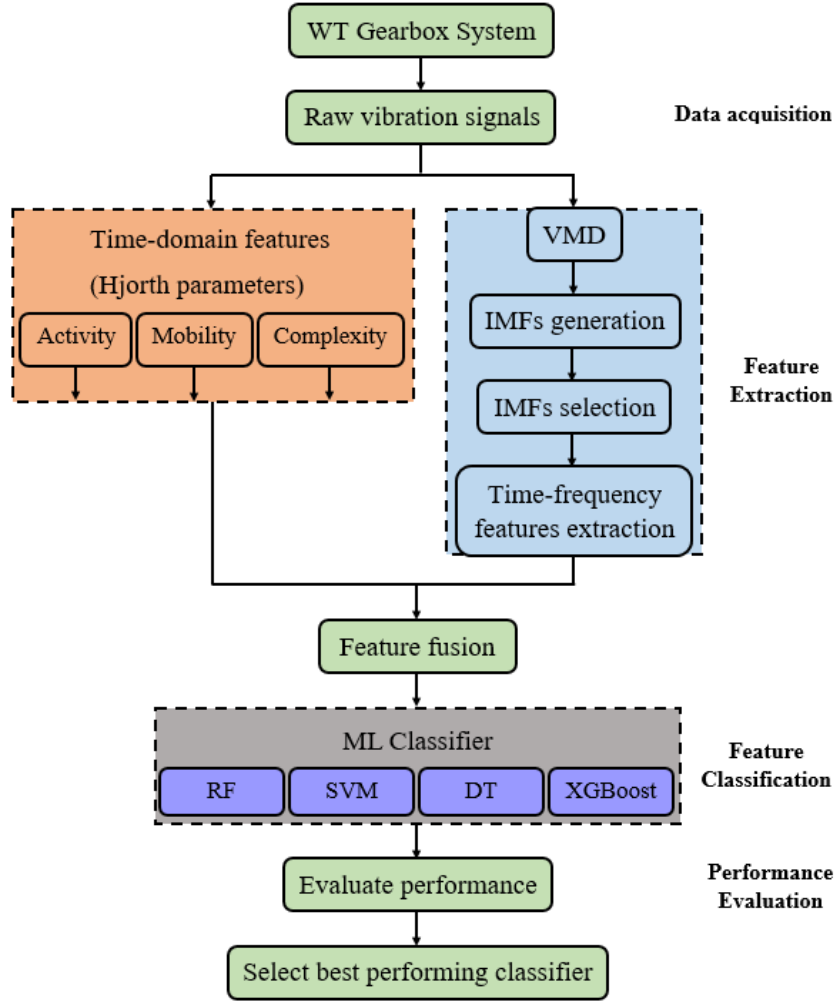 WT Gearbox System
Raw vibration signals
Data acquisition
Time-domain features
(Hjorth parameters)
Activity
Mobility
Complexity
VMD
IMFs generation
IMFs selection
Time-frequency
features extraction
Feature
Extraction
Feature fusion
ML Classifier
RF
SVM
DT
XGBoost
Feature
Classification
Evaluate performance
Performance
Evaluation
Select best performing classifier